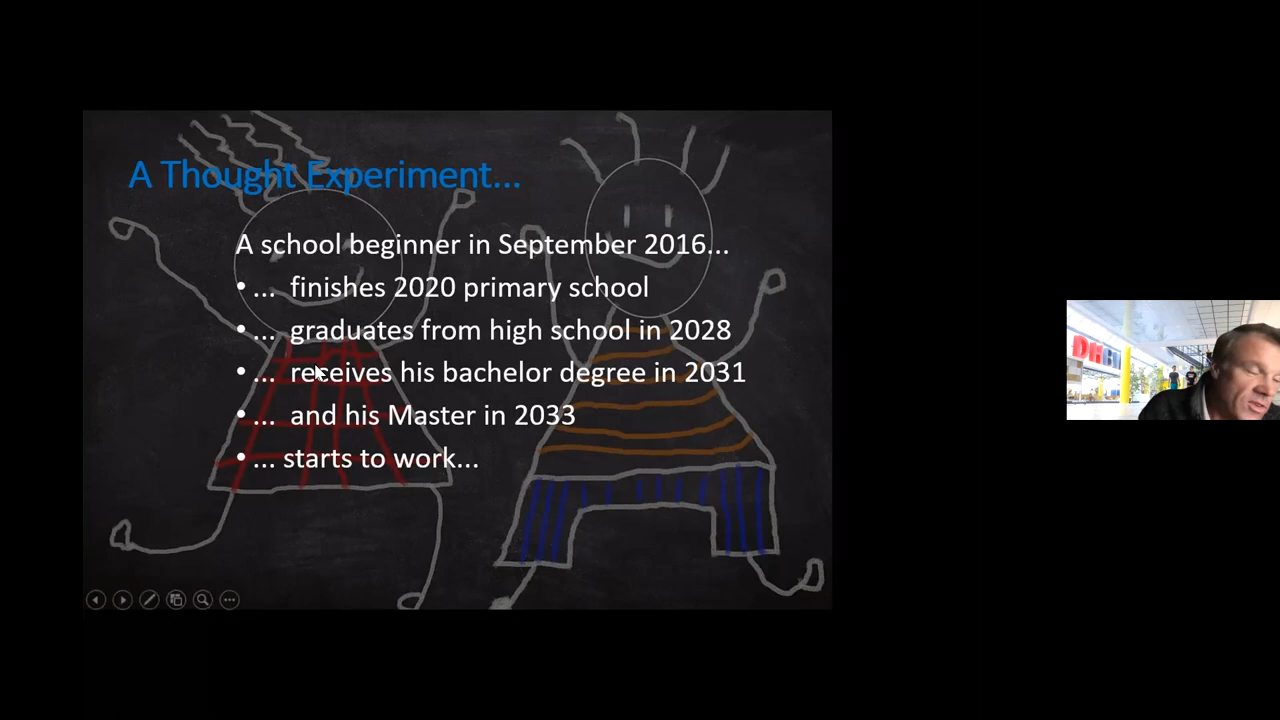 A Thought Experiment...
A school beginner in September 2016...
• ... finishes 2020 primary school
• ... graduates from high school in 2028
• ... receives his bachelor degree in 2031
• ... and his Master in 2033
• ... starts to work...